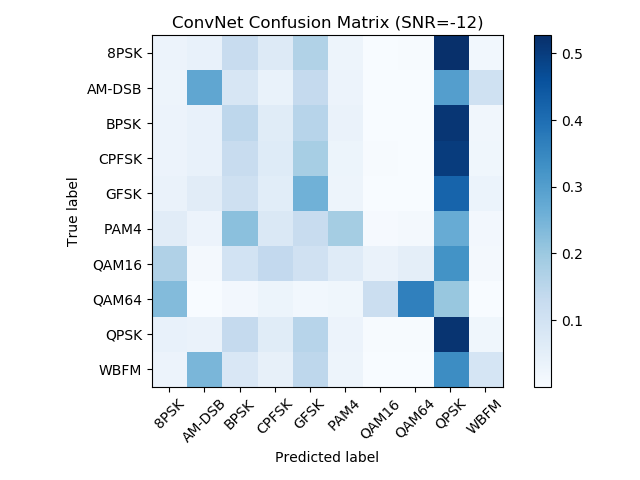 ConvNet Confusion Matrix (SNR=-12)
8PSK
AM-DSB
BPSK
CPFSK
GFSK
PAM4
QAM16
QAM64
QPSK
WBFM
True label
8PSK
AM-DSB
BPSK
CPFSK
GFSK
PAM4
QAM16
QAM64
QPSK
WBFM
Predicted label
0.5
0.4
0.3
0.2
0.1